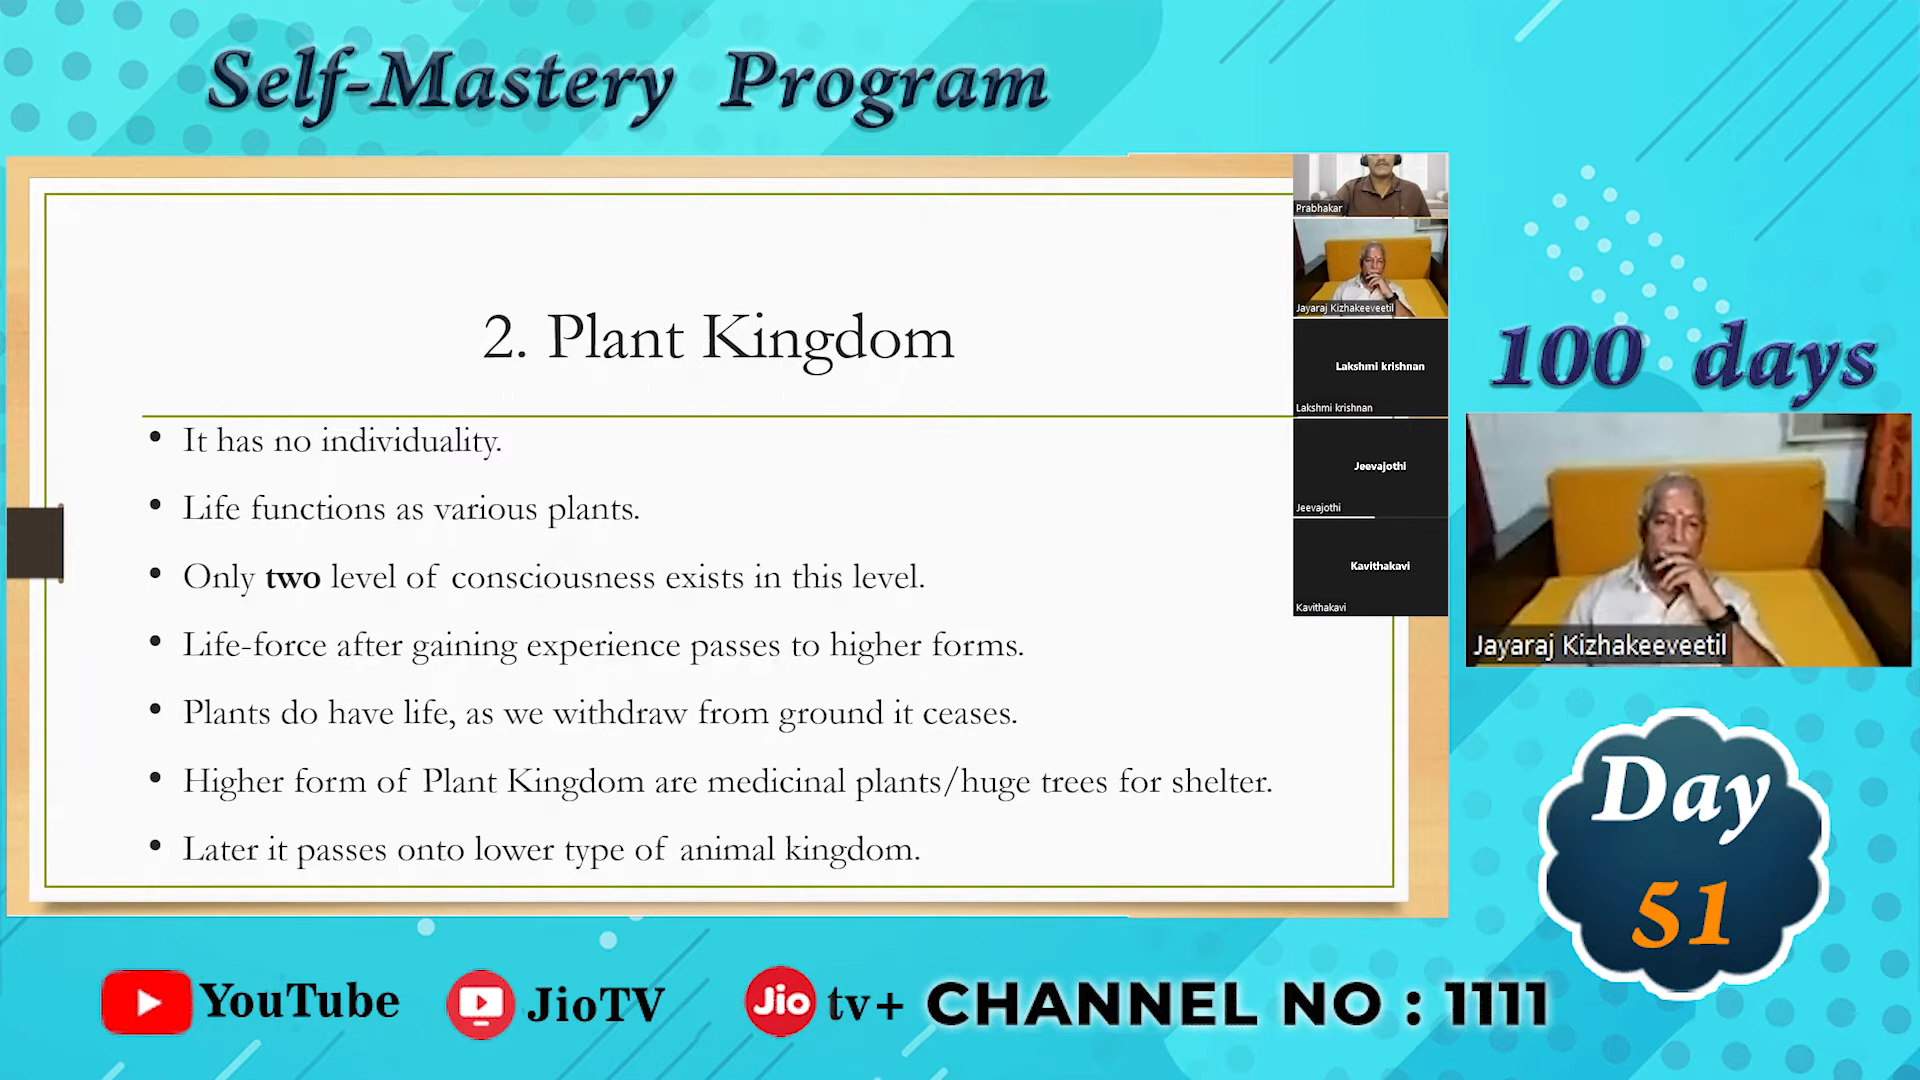 Self-Mastery Program
2. Plant Kingdom
• It has no individuality.
• Life functions as various plants.
• Only two level of consciousness exists in this level.
• Life-force after gaining experience passes to higher forms.
• Plants do have life, as we withdraw from ground it ceases.
• Higher form of Plant Kingdom are medicinal plants/huge trees for shelter.
• Later it passes onto lower type of animal kingdom.
Prabhakar
Jayaraj Kizhakeeveetil
Lakshmi krishnan
Lakshmi krishnan
Jeevajothi
Jeevajothi
Kavithakavi
Kavithakavi
100 days
Jayaraj Kizhakeeveetil
Day
51
YouTube
JioTV
Jio tv+
CHANNEL NO : 1111